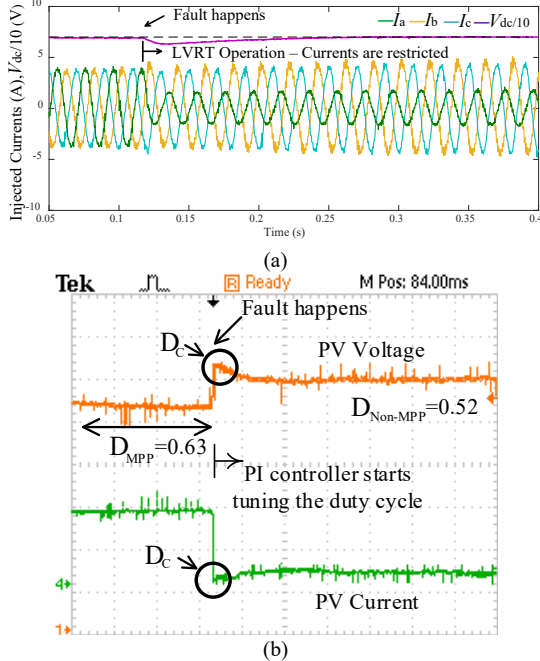 Fault happens
Ia Ib Ic Vdc/10
LVRT Operation – Currents are restricted
Injected Currents (A),Vdc/10 (V)
10
5
0
-5
-10
0.05 0.1 0.15 0.2 0.25 0.3 0.35 0.4
Time (s)
(a)
Tek R Ready M Pos: 84.00ms
Fault happens
DC
PV Voltage
DNon-MPP=0.52
DMPP=0.63
PI controller starts
tuning the duty cycle
DC
4
PV Current
1
(b)